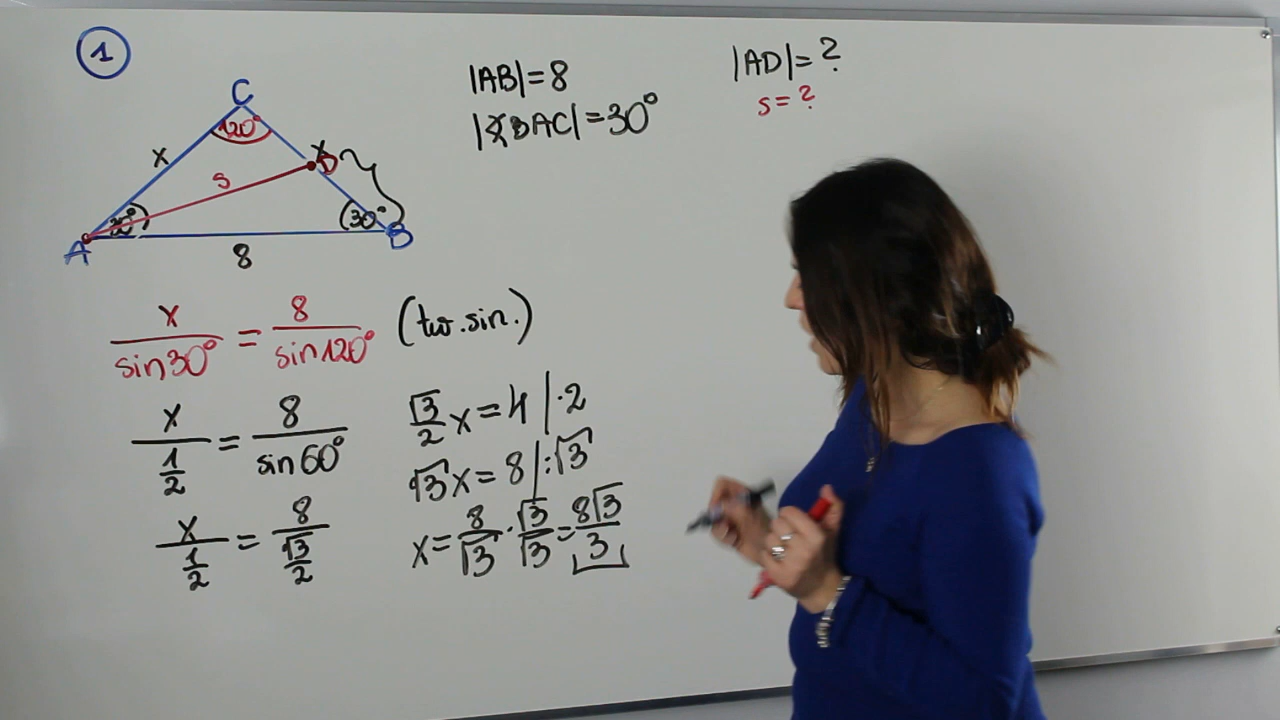 1
|AB|=8
|∢BAC|=30°
|AD|=?
s=?
C
120°
x
x
D
s
30°
30°
A
B
8
x/sin30° = 8/sin120° (tw.sin.)
x/(1/2) = 8/sin60°
x/(1/2) = 8/(√3/2)
√3/2 x = 4 |·2
√3x = 8 |:√3
x = 8/√3 · √3/√3 = 8√3/3